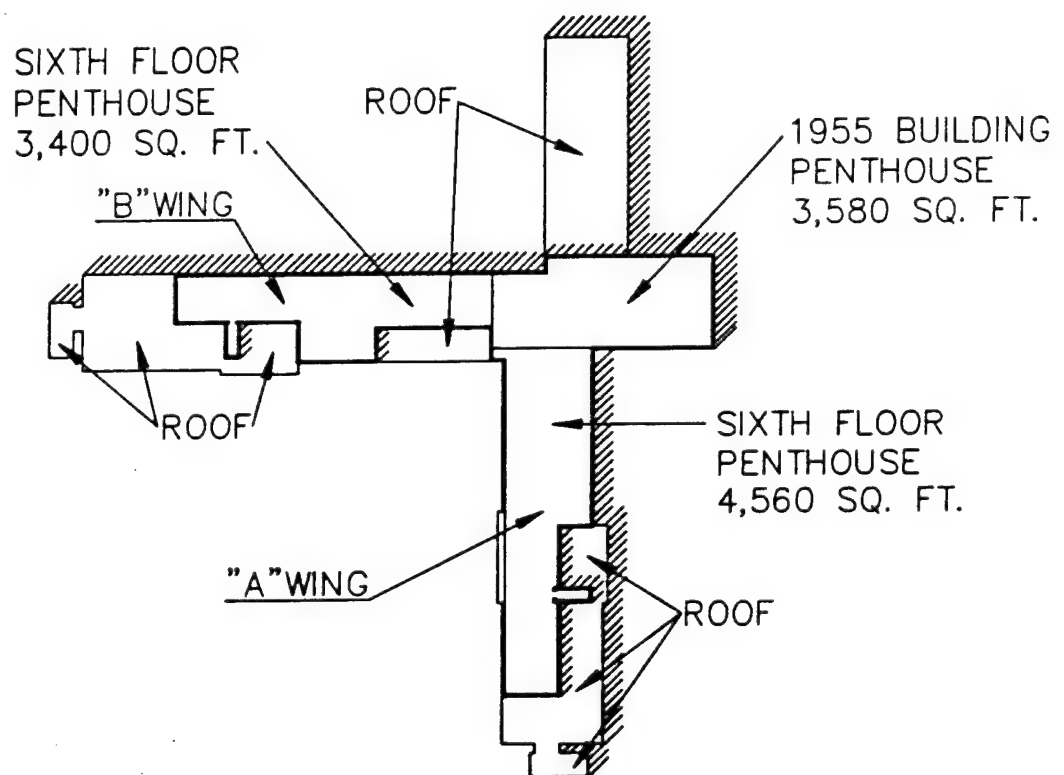 SIXTH FLOOR
PENTHOUSE
3,400 SQ. FT.
ROOF
1955 BUILDING
PENTHOUSE
3,580 SQ. FT.
"B" WING
ROOF
SIXTH FLOOR
PENTHOUSE
4,560 SQ. FT.
"A" WING
ROOF